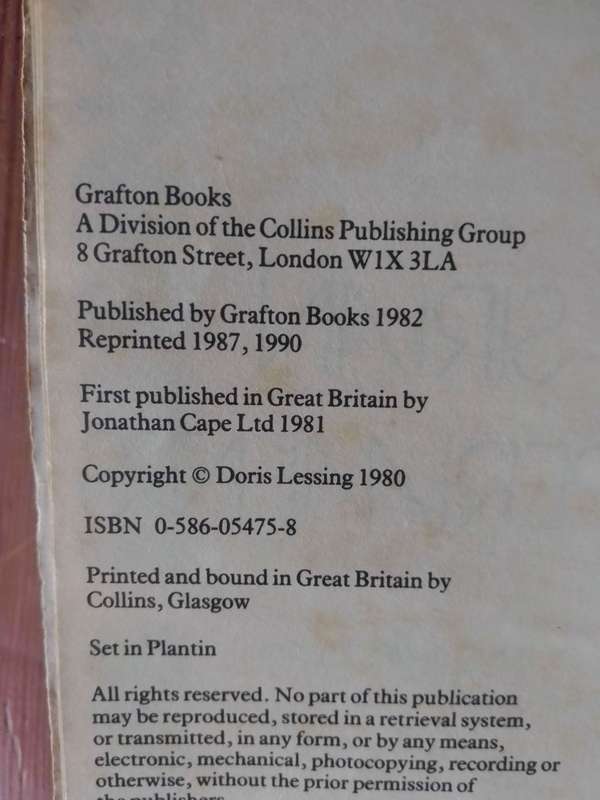 Grafton Books
A Division of the Collins Publishing Group
8 Grafton Street, London W1X 3LA
Published by Grafton Books 1982
Reprinted 1987, 1990
First published in Great Britain by
Jonathan Cape Ltd 1981
Copyright © Doris Lessing 1980
ISBN 0-586-05475-8
Printed and bound in Great Britain by
Collins, Glasgow
Set in Plantin
All rights reserved. No part of this publication
may be reproduced, stored in a retrieval system,
or transmitted, in any form, or by any means,
electronic, mechanical, photocopying, recording or
otherwise, without the prior permission of
the publishers